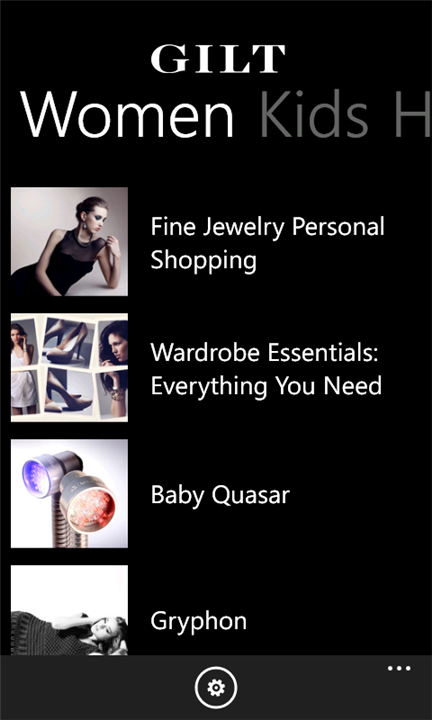 GILT
Women Kids H
Fine Jewelry Personal
Shopping
Wardrobe Essentials:
Everything You Need
Baby Quasar
Gryphon